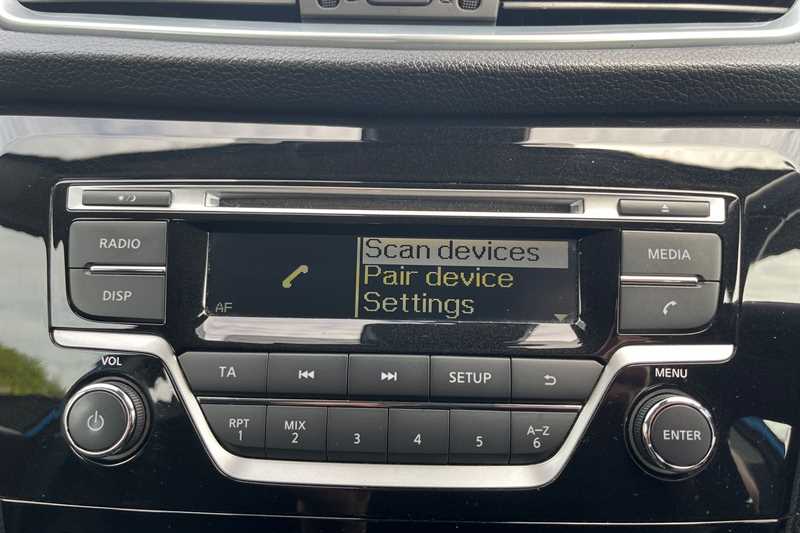 RADIO
DISP
Scan devices
Pair device
Settings
AF
MEDIA
VOL
TA
SETUP
MENU
RPT
1
MIX
2
3
4
5
A-Z
6
ENTER